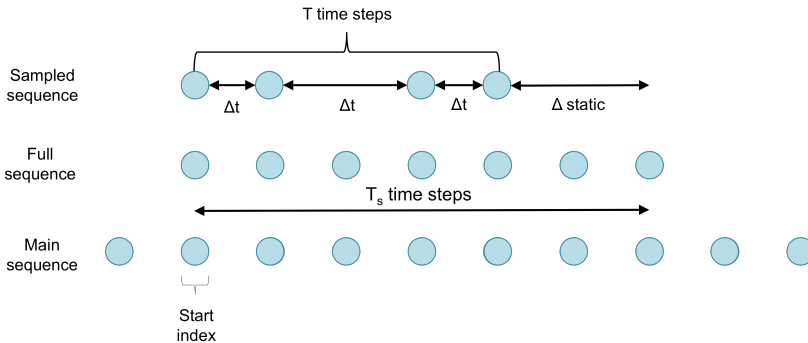 T time steps
Sampled
sequence
Δt
Δt
Δt
Δ static
Full
sequence
Tₛ time steps
Main
sequence
Start
index